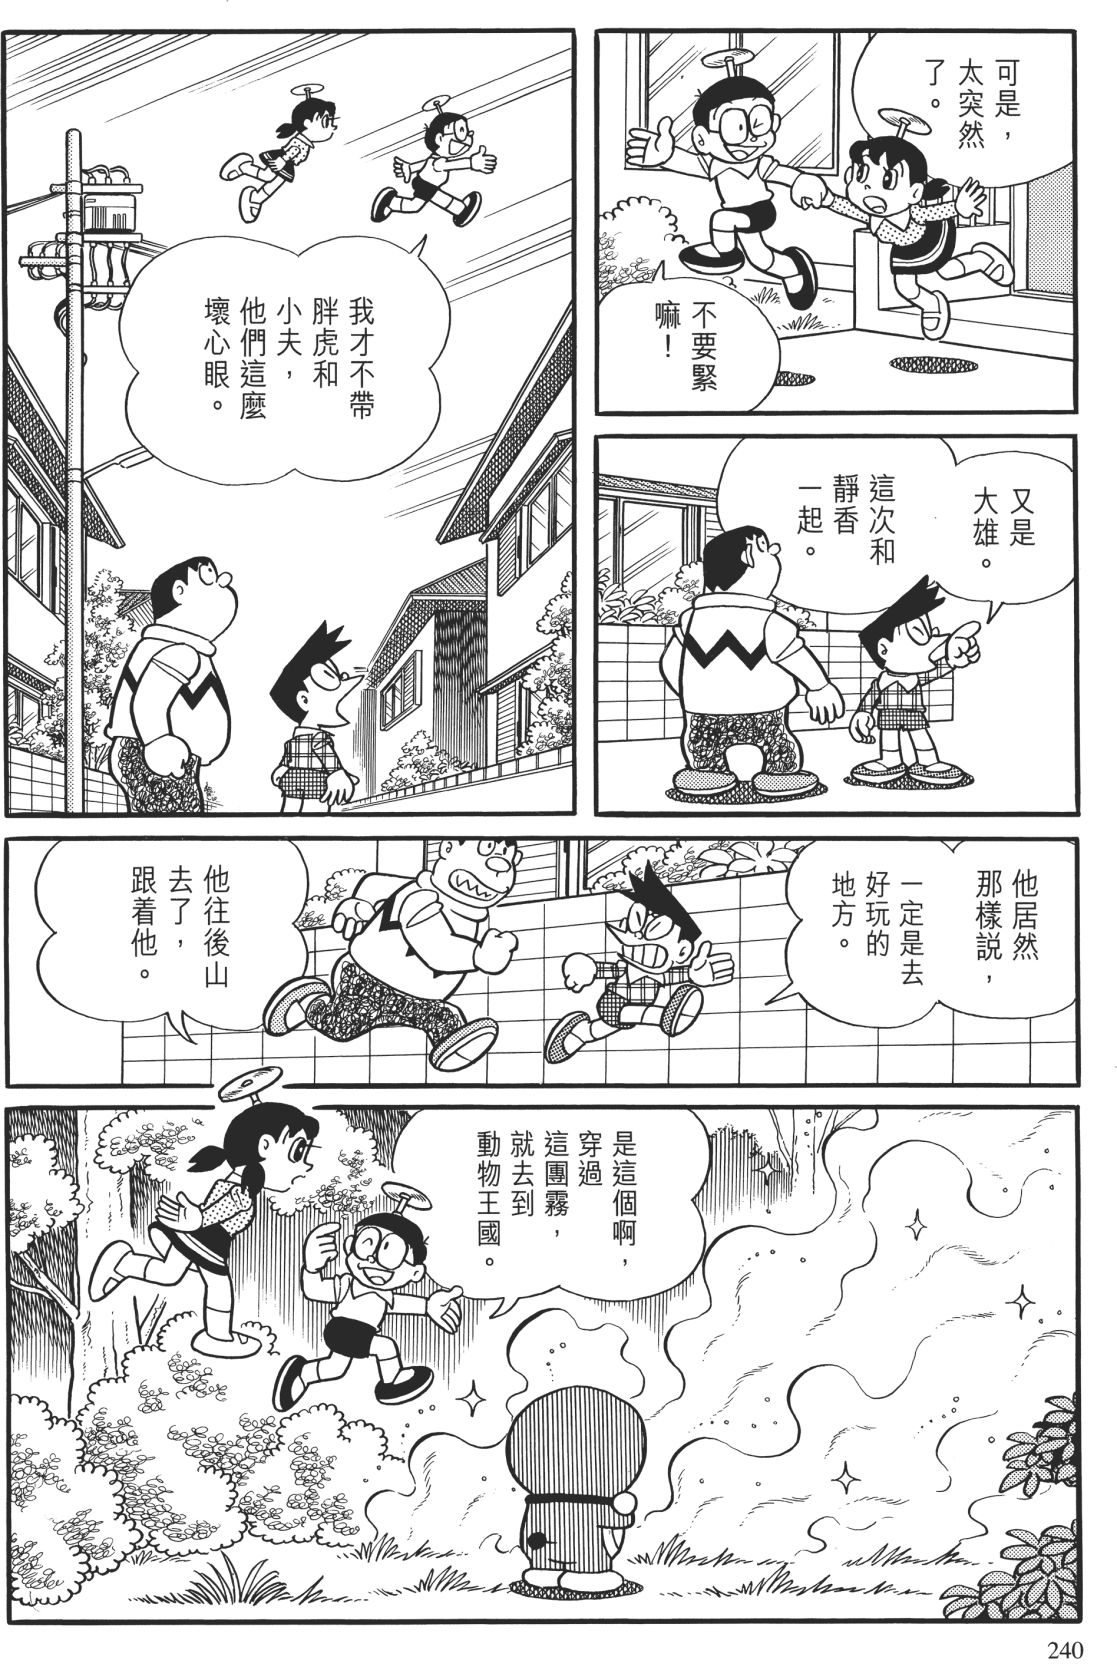 可是，
太突然
了。
不要緊
嘛！
又是
大雄。
這次和
靜香
一起。
我才不帶
胖虎和
小夫，
他們這麼
壞心眼。
他居然
那樣説，
一定是去
好玩的
地方。
他往後山
去了，
跟着他。
是這個啊，
穿過
這團霧，
就去到
動物王國。
240